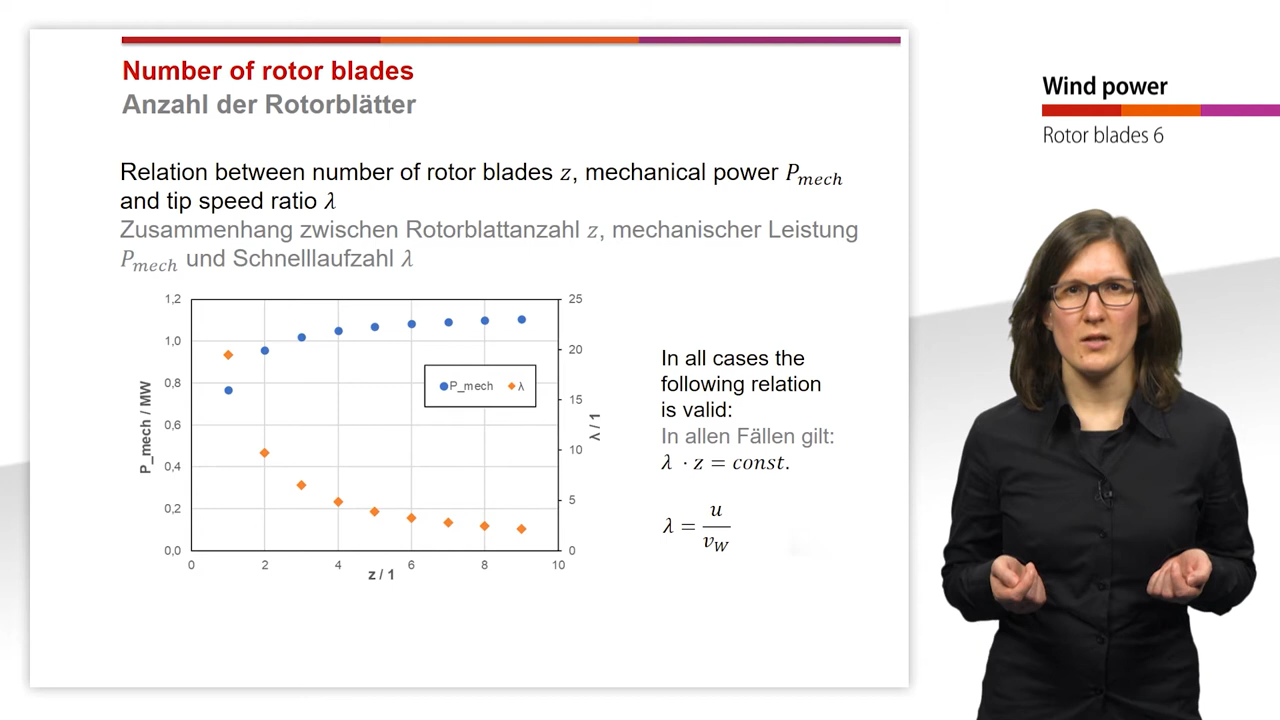 Number of rotor blades
Anzahl der Rotorblätter
Relation between number of rotor blades z, mechanical power P_mech
and tip speed ratio λ
Zusammenhang zwischen Rotorblattanzahl z, mechanischer Leistung
P_mech und Schnelllaufzahl λ
1,2
1,0
0,8
0,6
0,4
0,2
0,0
P_mech / MW
25
20
15
10
5
0
λ / 1
0 2 4 6 8 10
z / 1
P_mech λ
In all cases the
following relation
is valid:
In allen Fällen gilt:
λ · z = const.
λ = u / v_W
Wind power
Rotor blades 6